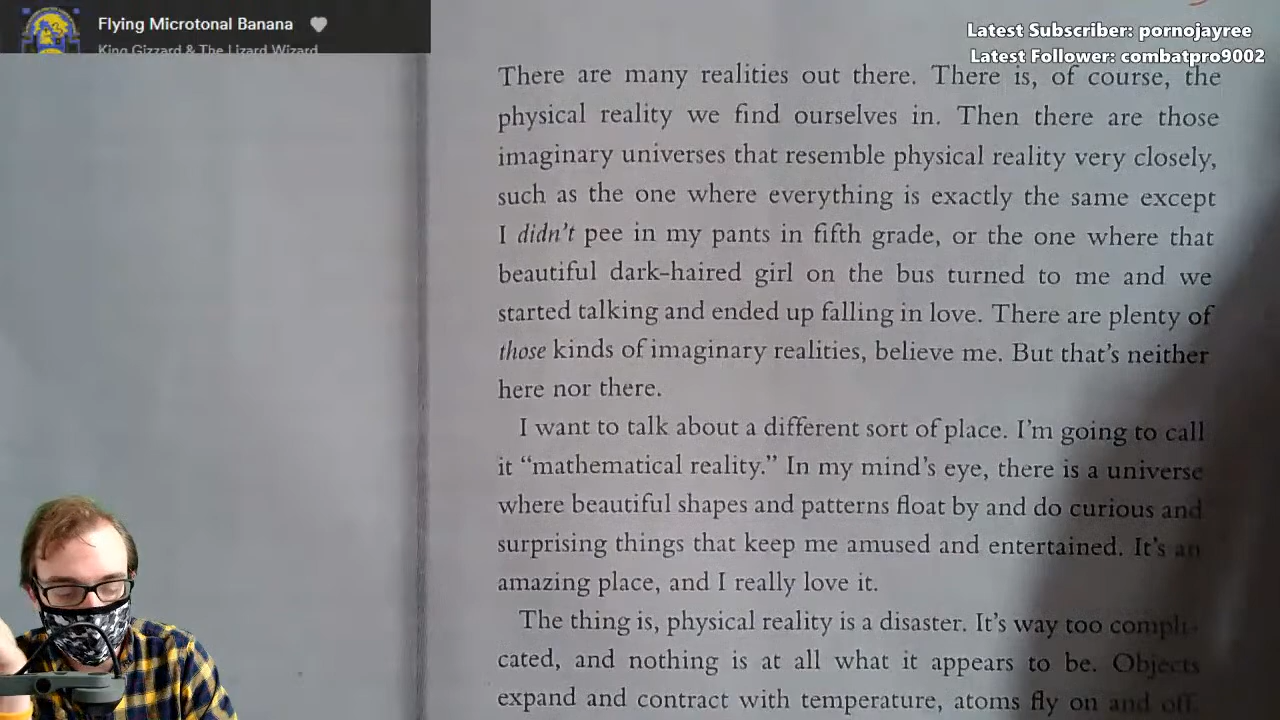 Flying Microtonal Banana
King Gizzard & The Lizard Wizard
Latest Subscriber: pornojayree
Latest Follower: combatpro9002
There are many realities out there. There is, of course, the
physical reality we find ourselves in. Then there are those
imaginary universes that resemble physical reality very closely,
such as the one where everything is exactly the same except
I didn't pee in my pants in fifth grade, or the one where that
beautiful dark-haired girl on the bus turned to me and we
started talking and ended up falling in love. There are plenty of
those kinds of imaginary realities, believe me. But that's neither
here nor there.
I want to talk about a different sort of place. I'm going to call
it “mathematical reality.” In my mind's eye, there is a universe
where beautiful shapes and patterns float by and do curious and
surprising things that keep me amused and entertained. It's an
amazing place, and I really love it.
The thing is, physical reality is a disaster. It's way too compli-
cated, and nothing is at all what it appears to be. Objects
expand and contract with temperature, atoms fly on and off.